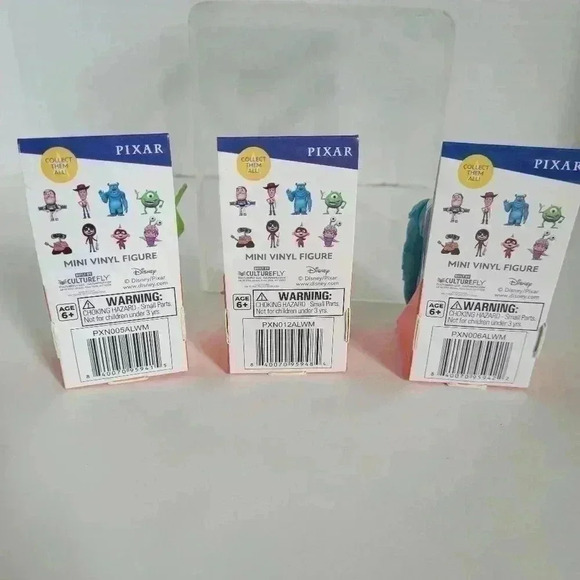 COLLECT
THEM
ALL!
PIXAR
MINI VINYL FIGURE
CULTUREFLY
Disney
© Disney/Pixar
www.disney.com
AGE
6+
WARNING:
CHOKING HAZARD - Small Parts.
Not for children under 3 yrs.
PXN005ALWM
COLLECT
THEM
ALL!
PIXAR
MINI VINYL FIGURE
CULTUREFLY
Disney
© Disney/Pixar
www.disney.com
AGE
6+
WARNING:
CHOKING HAZARD - Small Parts.
Not for children under 3 yrs.
PXN012ALWM
COLLECT
THEM
ALL!
PIXAR
MINI VINYL FIGURE
CULTUREFLY
Disney
© Disney/Pixar
www.disney.com
AGE
6+
WARNING:
CHOKING HAZARD - Small Parts.
Not for children under 3 yrs.
PXN006ALWM